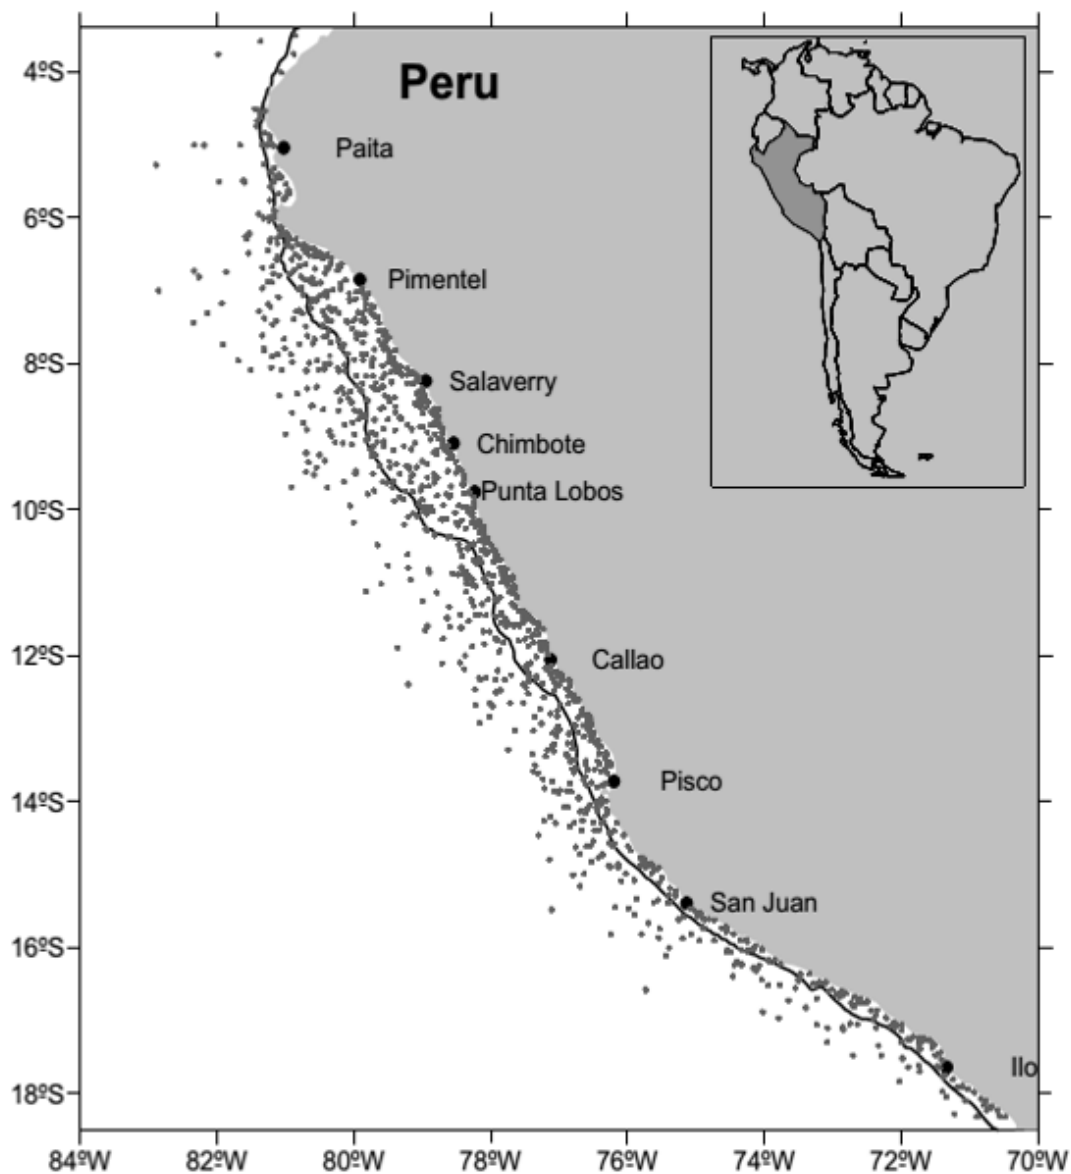 Peru
4ºS
Paita
6ºS
Pimentel
8ºS
Salaverry
Chimbote
Punta Lobos
10ºS
12ºS
Callao
Pisco
14ºS
San Juan
16ºS
Ilo
18ºS
84ºW 82ºW 80ºW 78ºW 76ºW 74ºW 72ºW 70ºW